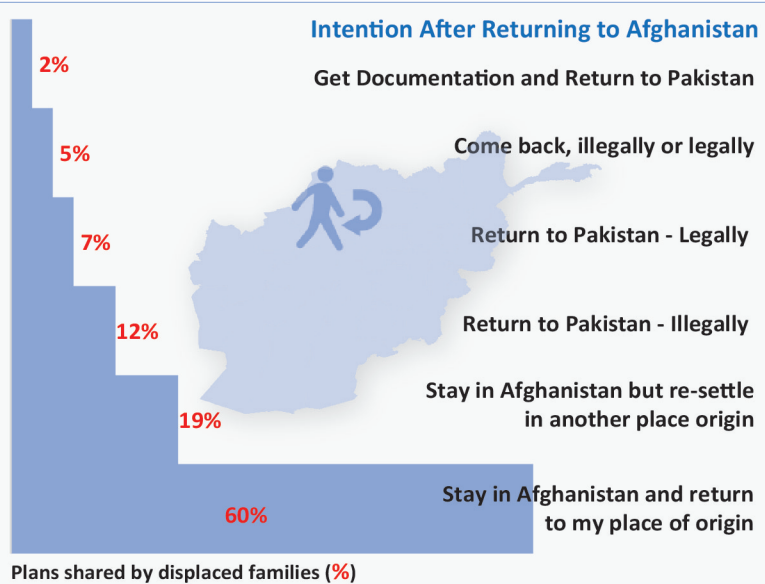 Intention After Returning to Afghanistan
2%
Get Documentation and Return to Pakistan
5%
Come back, illegally or legally
7%
Return to Pakistan - Legally
12%
Return to Pakistan - Illegally
19%
Stay in Afghanistan but re-settle
in another place origin
60%
Stay in Afghanistan and return
to my place of origin
Plans shared by displaced families (%)